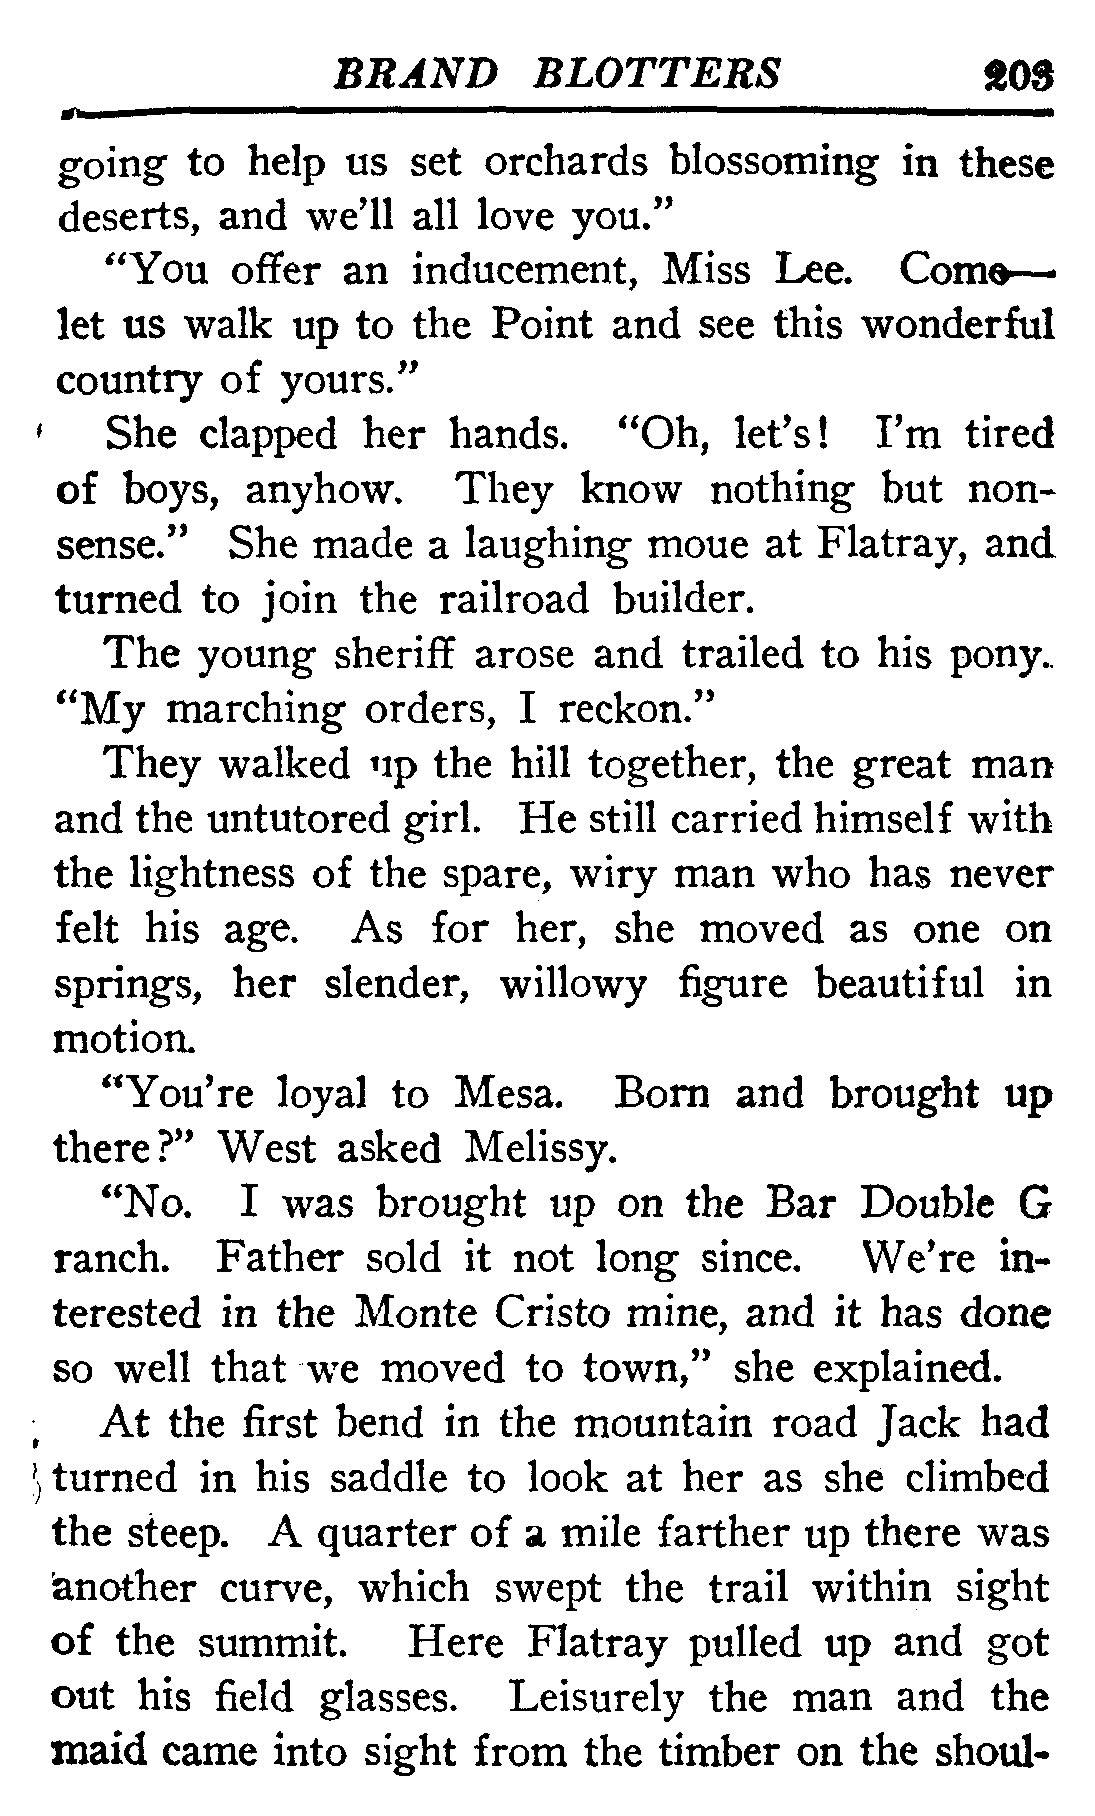 BRAND BLOTTERS 203
going to help us set orchards blossoming in these
deserts, and we'll all love you."
"You offer an inducement, Miss Lee. Come—
let us walk up to the Point and see this wonderful
country of yours."
She clapped her hands. "Oh, let's! I'm tired
of boys, anyhow. They know nothing but non-
sense." She made a laughing moue at Flatray, and
turned to join the railroad builder.
The young sheriff arose and trailed to his pony.
"My marching orders, I reckon."
They walked up the hill together, the great man
and the untutored girl. He still carried himself with
the lightness of the spare, wiry man who has never
felt his age. As for her, she moved as one on
springs, her slender, willowy figure beautiful in
motion.
"You're loyal to Mesa. Born and brought up
there?" West asked Melissy.
"No. I was brought up on the Bar Double G
ranch. Father sold it not long since. We're in-
terested in the Monte Cristo mine, and it has done
so well that we moved to town," she explained.
At the first bend in the mountain road Jack had
turned in his saddle to look at her as she climbed
the steep. A quarter of a mile farther up there was
another curve, which swept the trail within sight
of the summit. Here Flatray pulled up and got
out his field glasses. Leisurely the man and the
maid came into sight from the timber on the shoul-